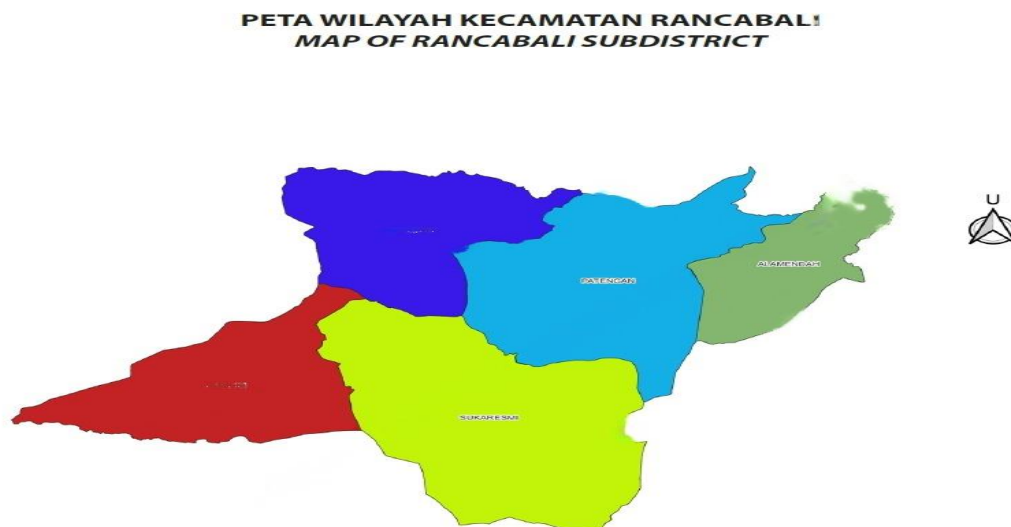 PETA WILAYAH KECAMATAN RANCABALI
MAP OF RANCABALI SUBDISTRICT
U
ALAMENDAH
PATENGAN
SUKARESMI